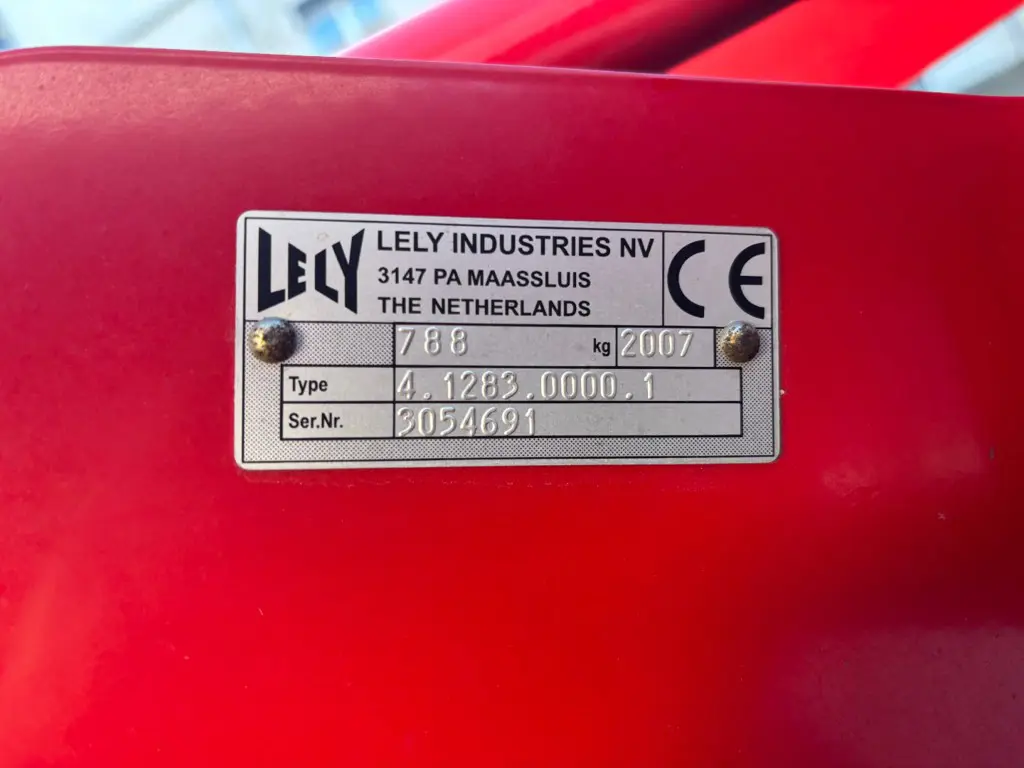 LELY
LELY INDUSTRIES NV
3147 PA MAASSLUIS
THE NETHERLANDS
CE
788 kg 2007
Type 4.1283.0000.1
Ser.Nr. 3054691